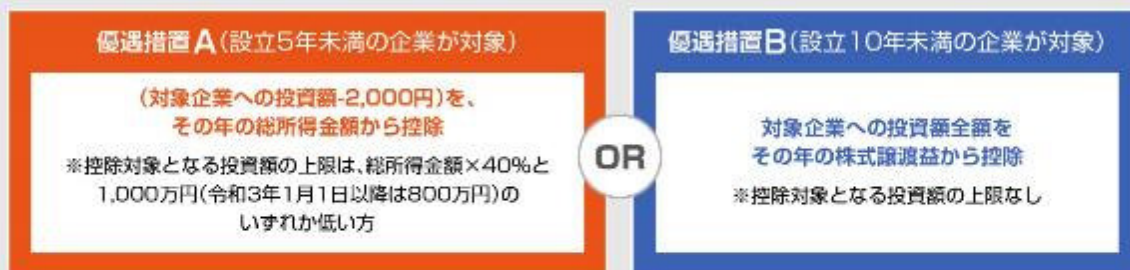 優遇措置A(設立5年未満の企業が対象)
(対象企業への投資額-2,000円)を、
その年の総所得金額から控除
※控除対象となる投資額の上限は、総所得金額×40%と
1,000万円(令和3年1月1日以降は800万円)の
いずれか低い方
OR
優遇措置B(設立10年未満の企業が対象)
対象企業への投資額全額を
その年の株式譲渡益から控除
※控除対象となる投資額の上限なし